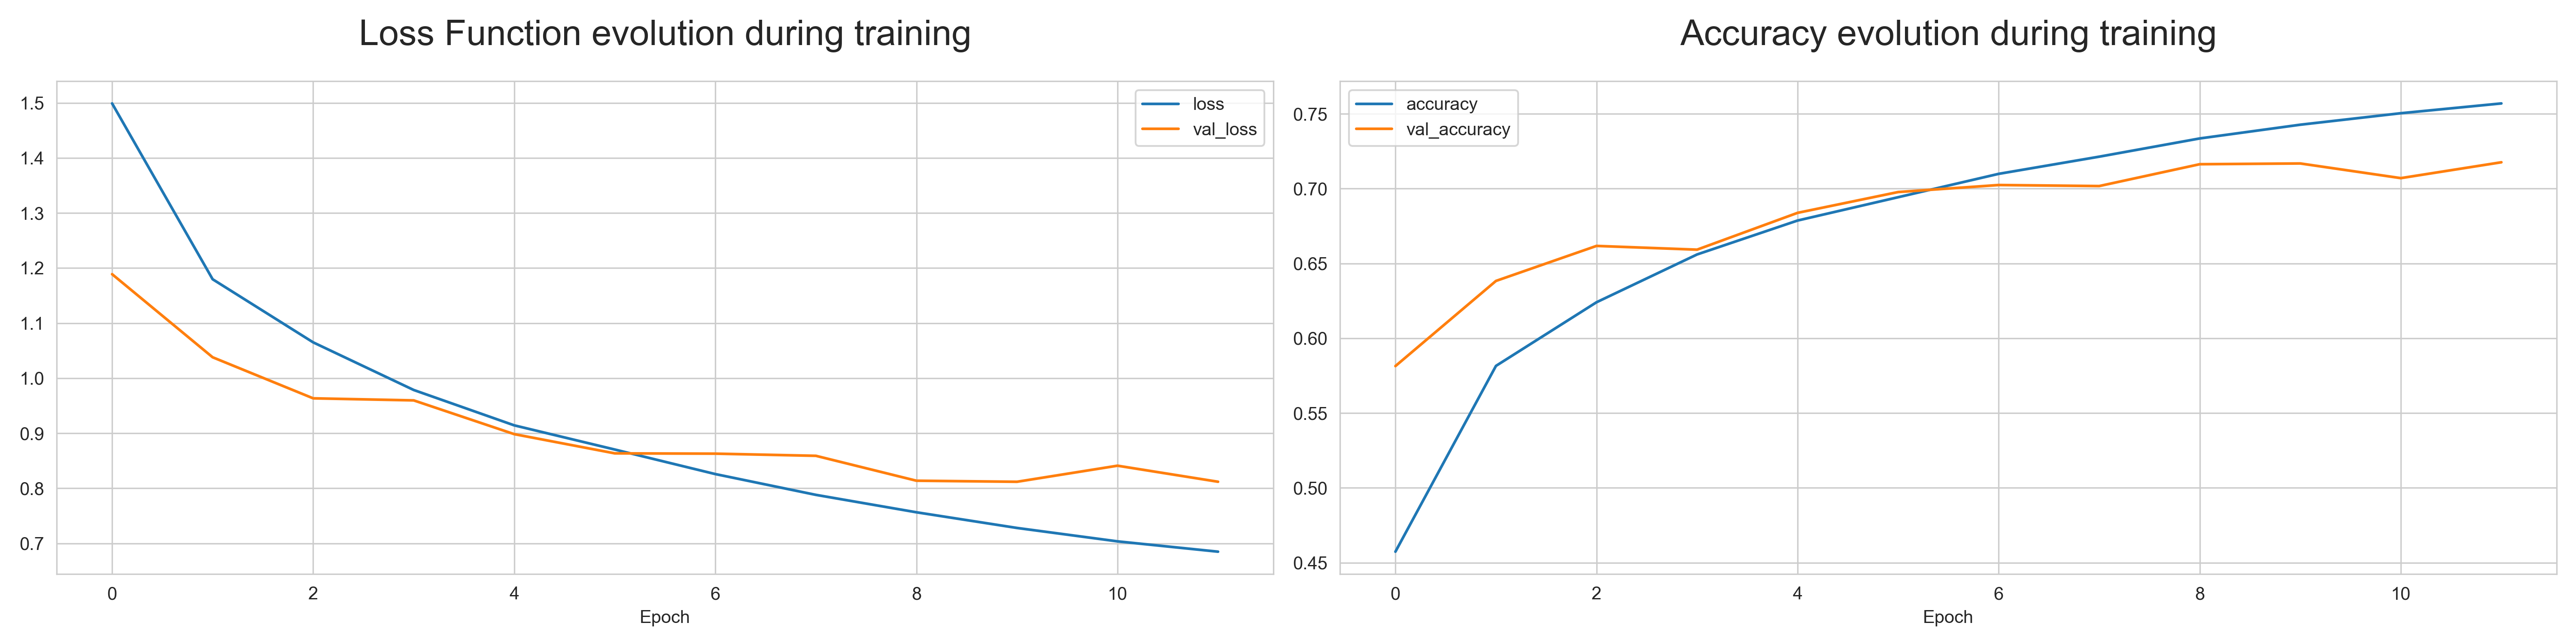 Loss Function evolution during training
1.5
1.4
1.3
1.2
1.1
1.0
0.9
0.8
0.7
loss
val_loss
0 2 4 6 8 10
Epoch
Accuracy evolution during training
0.75
0.70
0.65
0.60
0.55
0.50
0.45
accuracy
val_accuracy
0 2 4 6 8 10
Epoch